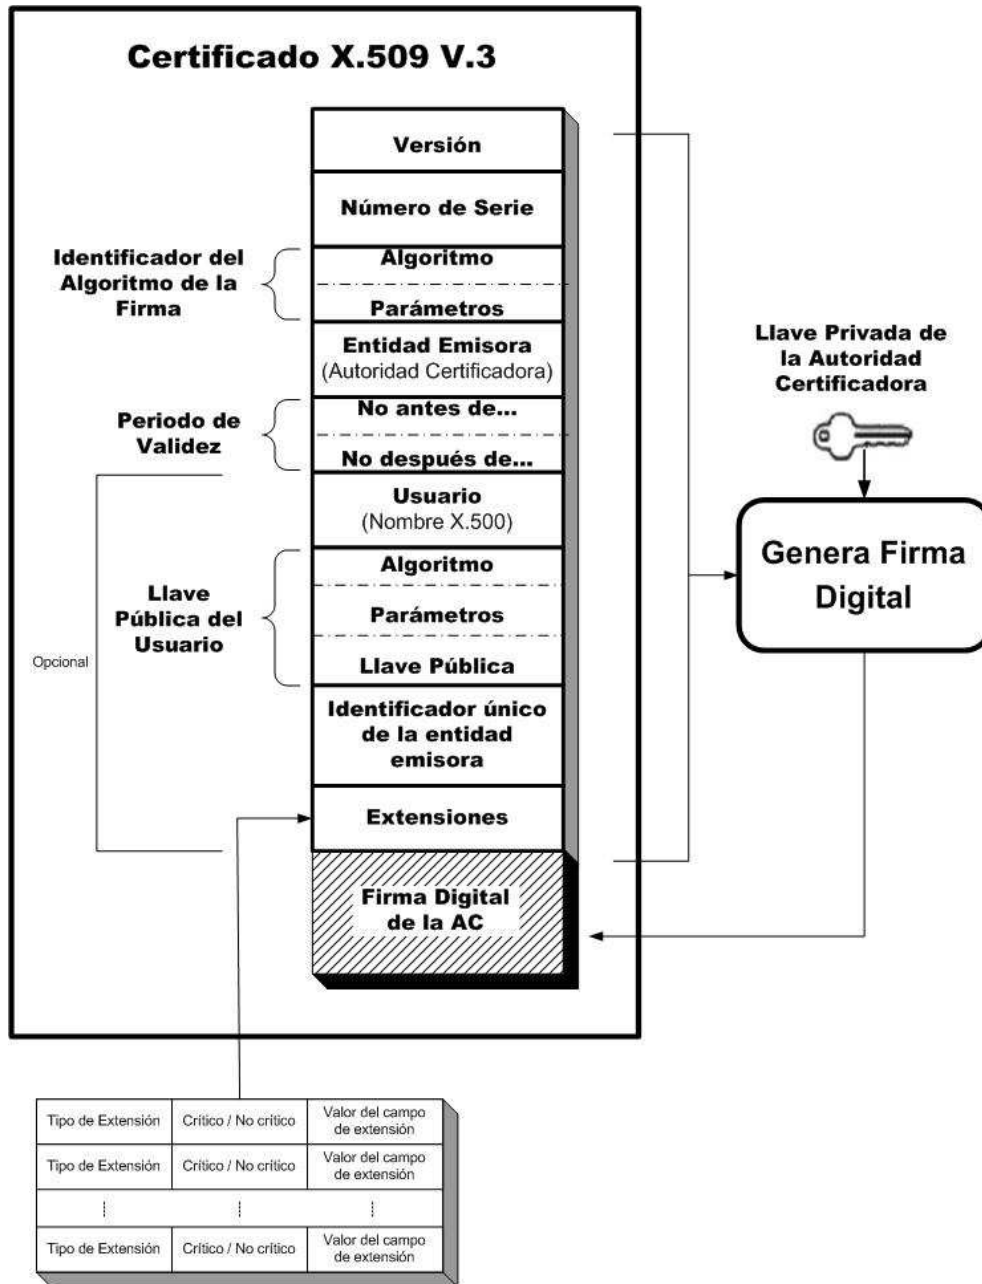 Certificado X.509 V.3
Versión
Número de Serie
Identificador del
Algoritmo de la
Firma
Algoritmo
Parámetros
Entidad Emisora
(Autoridad Certificadora)
Periodo de
Validez
No antes de...
No después de...
Usuario
(Nombre X.500)
Llave
Pública del
Usuario
Algoritmo
Parámetros
Llave Pública
Opcional
Identificador único
de la entidad
emisora
Extensiones
Firma Digital
de la AC
Llave Privada de
la Autoridad
Certificadora
Genera Firma
Digital
Tipo de Extensión
Crítico / No crítico
Valor del campo
de extensión
Tipo de Extensión
Crítico / No crítico
Valor del campo
de extensión
Tipo de Extensión
Crítico / No crítico
Valor del campo
de extensión